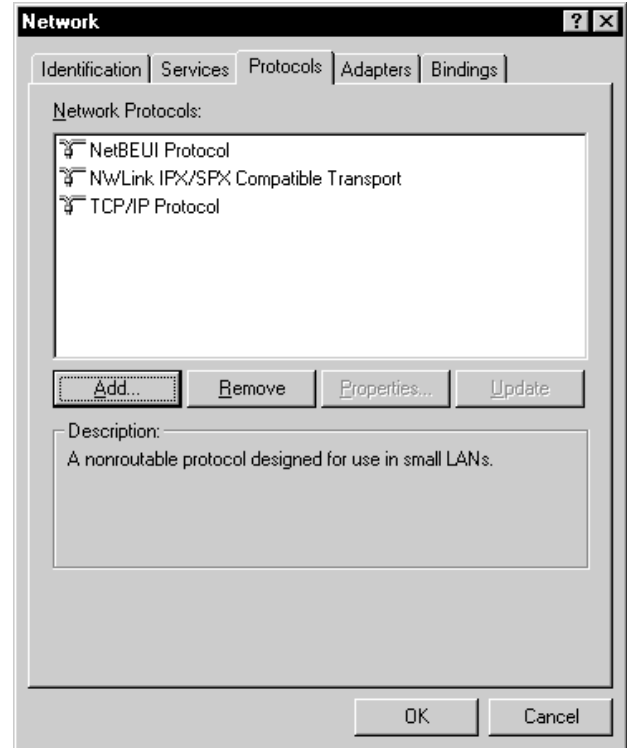 Network
Identification Services Protocols Adapters Bindings
Network Protocols:
NetBEUI Protocol
NWLink IPX/SPX Compatible Transport
TCP/IP Protocol
Add... Remove Properties... Update
Description:
A nonroutable protocol designed for use in small LANs.
OK Cancel